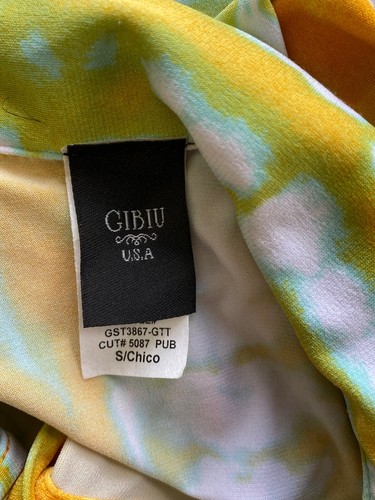 GIBIU
U.S.A
GST3867-GTT
CUT# 5087 PUB
S/Chico